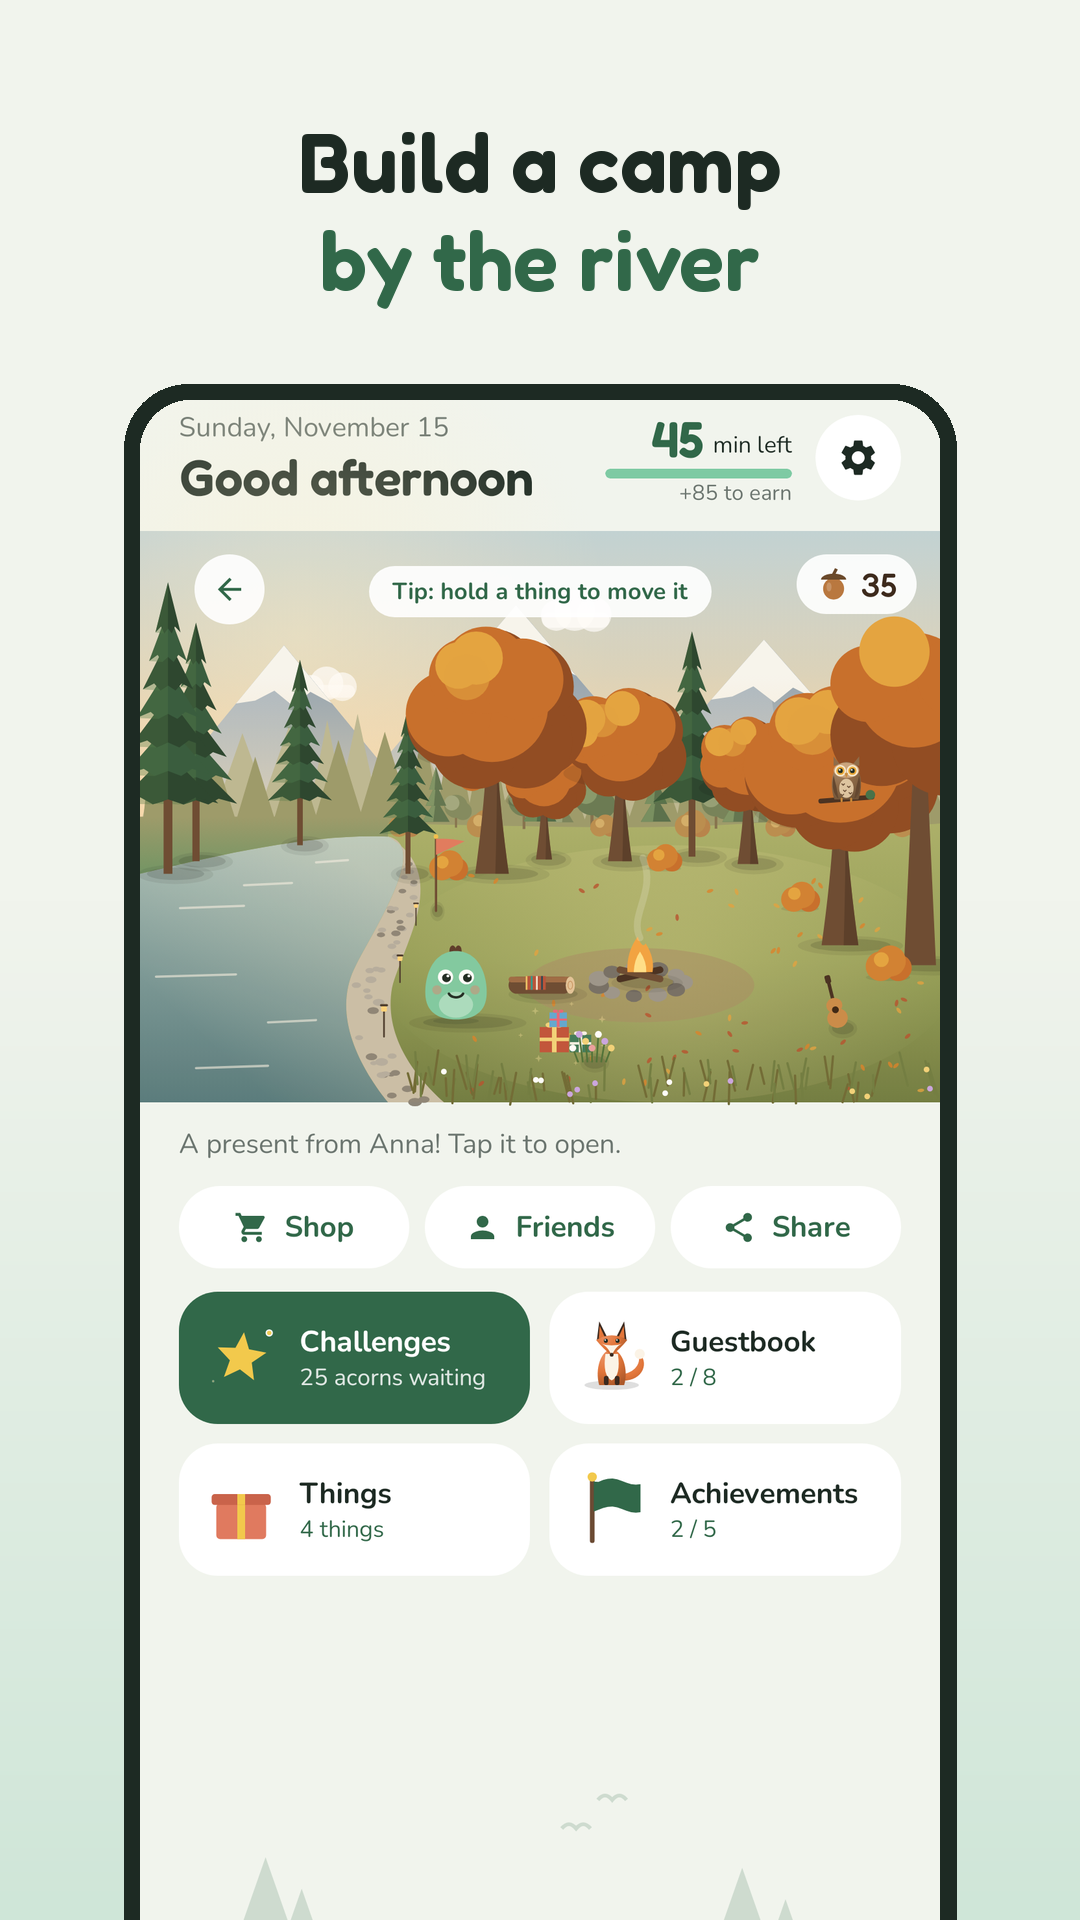 Build a camp
by the river
Sunday, November 15
Good afternoon
45 min left
+85 to earn
Tip: hold a thing to move it
35
A present from Anna! Tap it to open.
Shop
Friends
Share
Challenges
25 acorns waiting
Guestbook
2 / 8
Things
4 things
Achievements
2 / 5